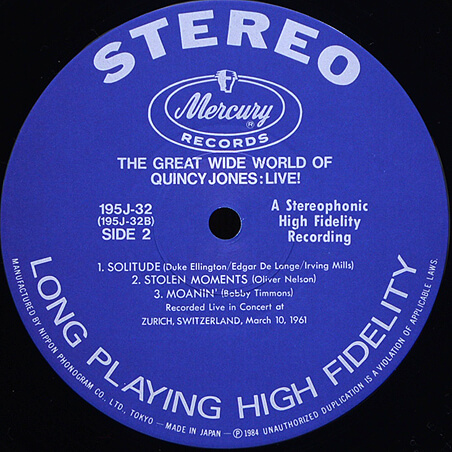 STEREO
Mercury
®
RECORDS
THE GREAT WIDE WORLD OF
QUINCY JONES : LIVE!
195J-32
(195J-32B)
SIDE 2
A Stereophonic
High Fidelity
Recording
1. SOLITUDE (Duke Ellington/Edgar De Lange/Irving Mills)
2. STOLEN MOMENTS (Oliver Nelson)
3. MOANIN' (Bobby Timmons)
Recorded Live in Concert at
ZURICH, SWITZERLAND, March 10, 1961
LONG PLAYING HIGH FIDELITY
MANUFACTURED BY NIPPON PHONOGRAM CO., LTD., TOKYO — MADE IN JAPAN — ℗ 1984 UNAUTHORIZED DUPLICATION IS A VIOLATION OF APPLICABLE LAWS.